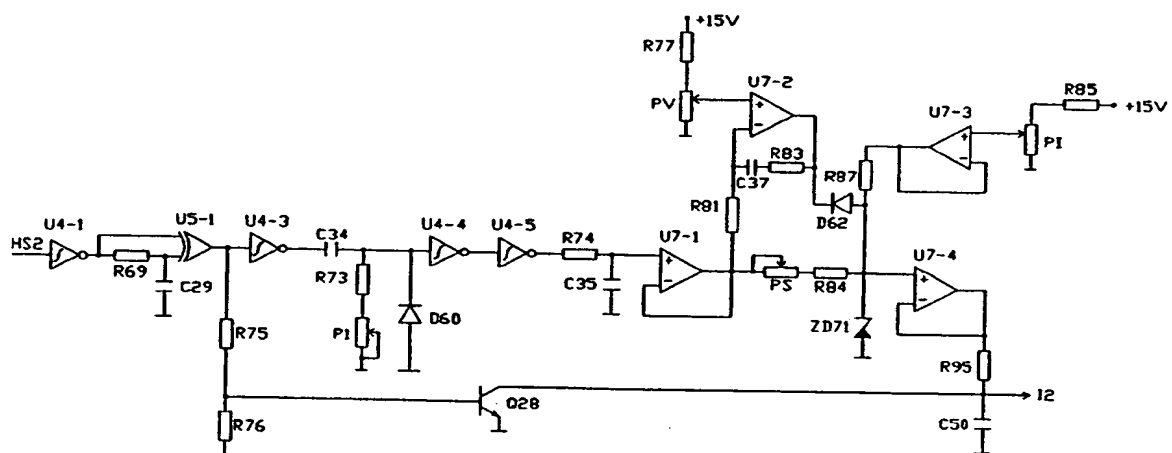 +15V
R77
U7-2
PV
+
−
R85
+15V
U7-3
+
−
PI
R83
C37
R87
D62
R81
U4-1
HS2
U5-1
U4-3
C34
U4-4
U4-5
R74
U7-1
+
−
R69
C29
R73
C35
PS
R84
U7-4
+
−
D60
R75
PI
ZD71
R95
R76
Q28
I2
C50